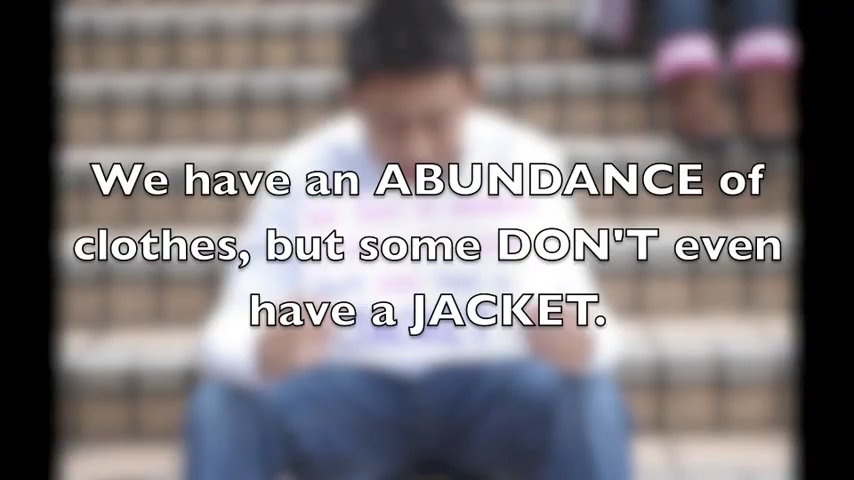 We have an ABUNDANCE of
clothes, but some DON'T even
have a JACKET.